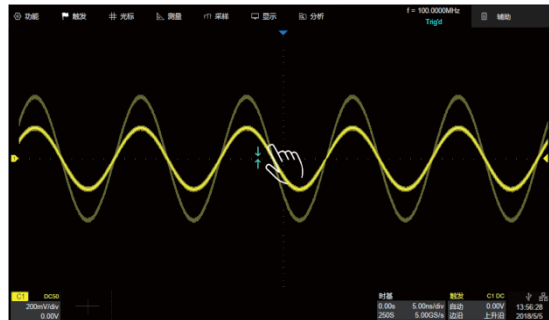 功能 触发 光标 测量 采样 显示 分析 f = 100.0000MHz 辅助
Trig'd
C1 DC50
200mV/div
0.00V
时基 触发 C1 DC
0.00s 5.00ns/div 自动 0.00V 13:56:28
250S 5.00GS/s 边沿 上升沿 2018/5/5